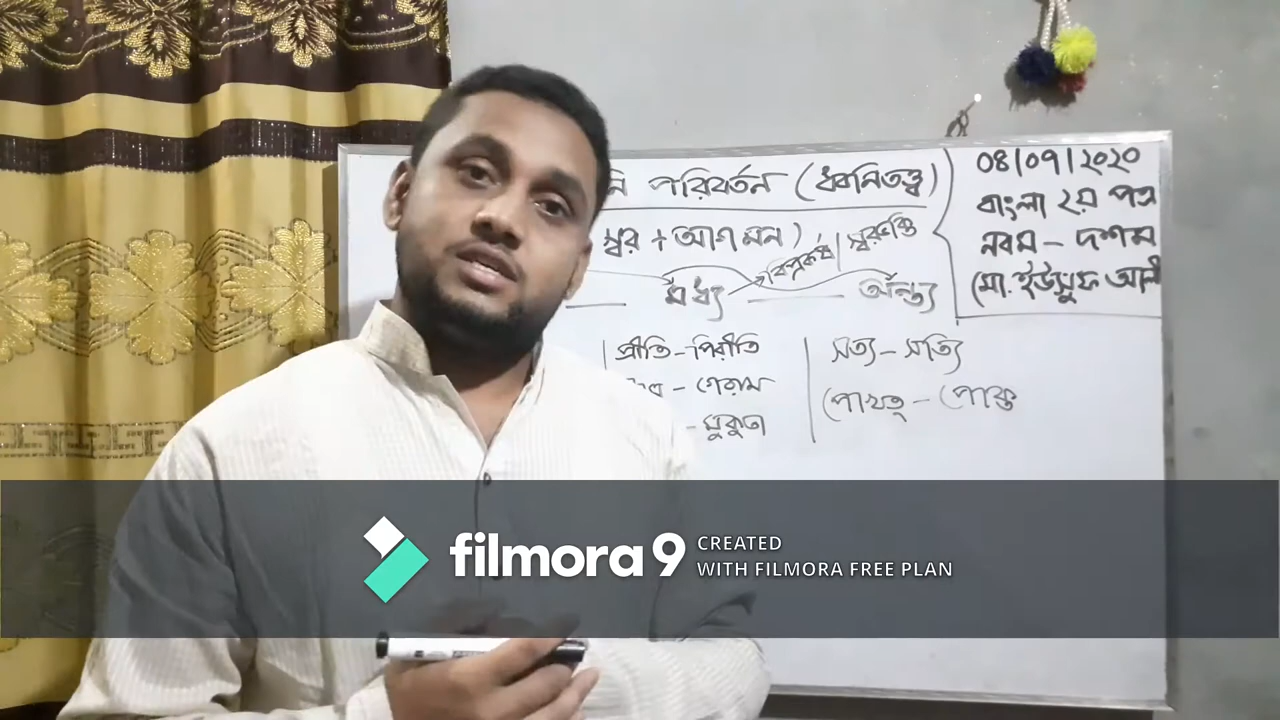 নি পরিবর্তন (ধ্বনিতত্ত্ব)
স্বর + আগমন)
বিপ্রকর্ষ / স্বরভক্তি
মধ্য
অন্ত্য
প্রীতি - পিরীতি
- গেরাম
- মুকুতা
সত্য - সত্যি
পোখত্ - পোক্ত
০৪/০৭/২০২০
বাংলা ২য় পত্র
নবম - দশম
মো. ইউসুফ আলী
filmora 9
CREATED
WITH FILMORA FREE PLAN